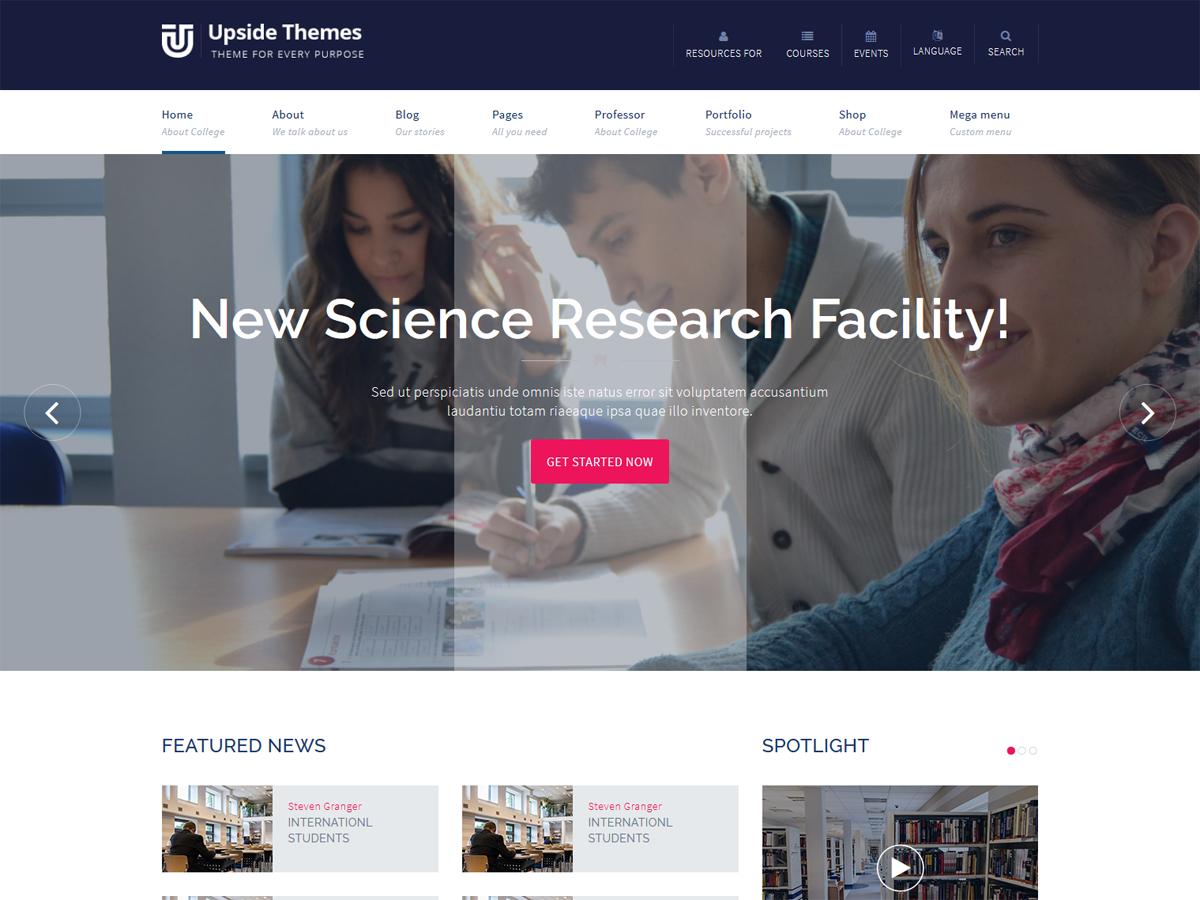 Upside Themes
THEME FOR EVERY PURPOSE
RESOURCES FOR
COURSES
EVENTS
LANGUAGE
SEARCH
Home
About College
About
We talk about us
Blog
Our stories
Pages
All you need
Professor
About College
Portfolio
Successful projects
Shop
About College
Mega menu
Custom menu
New Science Research Facility!
Sed ut perspiciatis unde omnis iste natus error sit voluptatem accusantium
laudantiu totam riaeaque ipsa quae illo inventore.
GET STARTED NOW
FEATURED NEWS
SPOTLIGHT
Steven Granger
INTERNATIONL
STUDENTS
Steven Granger
INTERNATIONL
STUDENTS